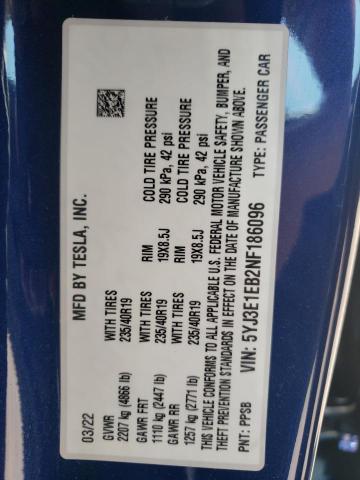 MFD BY TESLA, INC.
03/22
GVWR WITH TIRES RIM COLD TIRE PRESSURE
2207 kg (4866 lb) 235/40R19 19X8.5J 290 kPa, 42 psi
GAWR FRT WITH TIRES RIM COLD TIRE PRESSURE
1110 kg (2447 lb) 235/40R19 19X8.5J 290 kPa, 42 psi
GAWR RR
1257 kg (2771 lb) 235/40R19
THIS VEHICLE CONFORMS TO ALL APPLICABLE U.S. FEDERAL MOTOR VEHICLE SAFETY, BUMPER, AND
THEFT PREVENTION STANDARDS IN EFFECT ON THE DATE OF MANUFACTURE SHOWN ABOVE.
PNT: PPSB VIN: 5YJ3E1EB2NF186096 TYPE: PASSENGER CAR